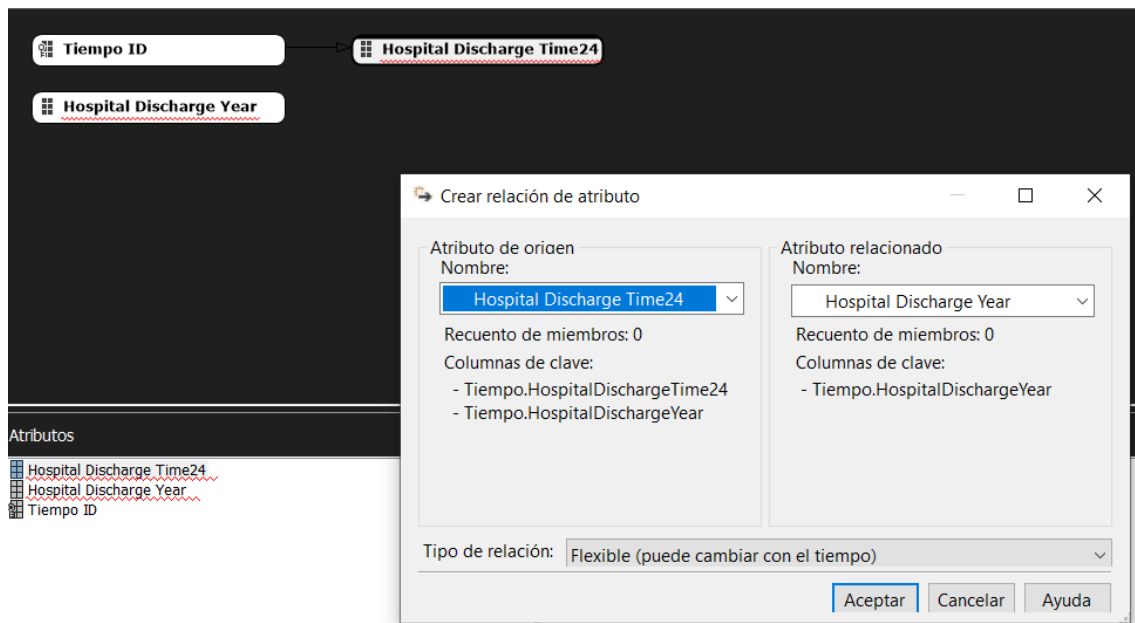 Tiempo ID
Hospital Discharge Time24
Hospital Discharge Year
Crear relación de atributo
Atributo de origen
Nombre:
Hospital Discharge Time24
Recuento de miembros: 0
Columnas de clave:
- Tiempo.HospitalDischargeTime24
- Tiempo.HospitalDischargeYear
Atributo relacionado
Nombre:
Hospital Discharge Year
Recuento de miembros: 0
Columnas de clave:
- Tiempo.HospitalDischargeYear
Tipo de relación: Flexible (puede cambiar con el tiempo)
Aceptar Cancelar Ayuda
Atributos
Hospital Discharge Time24
Hospital Discharge Year
Tiempo ID